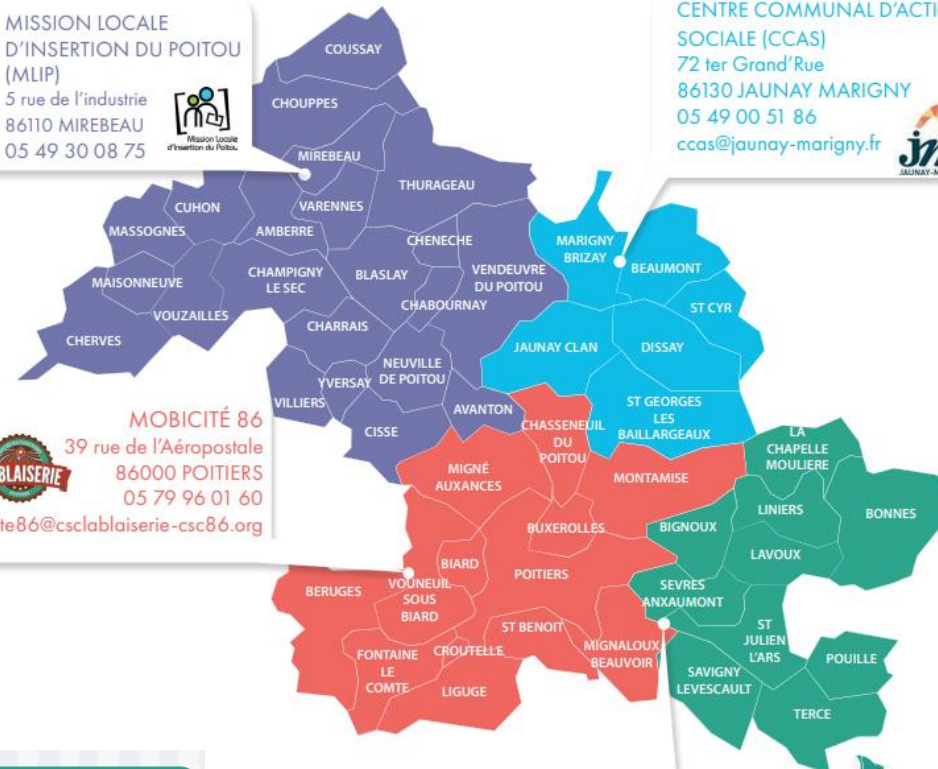 MISSION LOCALE
D'INSERTION DU POITOU
(MLIP)
5 rue de l'industrie
86110 MIREBEAU
05 49 30 08 75
Mission Locale
d'Insertion du Poitou
CENTRE COMMUNAL D'ACTI
SOCIALE (CCAS)
72 ter Grand'Rue
86130 JAUNAY MARIGNY
05 49 00 51 86
ccas@jaunay-marigny.fr
COUSSAY
CHOUPPES
MIREBEAU
THURAGEAU
CUHON
VARENNES
MASSOGNES
AMBERRE
CHENECHE
MARIGNY
BRIZAY
BEAUMONT
MAISONNEUVE
CHAMPIGNY
LE SEC
BLASLAY
VENDEUVRE
DU POITOU
CHABOURNAY
ST CYR
VOUZAILLES
CHARRAIS
CHERVES
JAUNAY CLAN
DISSAY
NEUVILLE
DE POITOU
YVERSAY
VILLIERS
AVANTON
ST GEORGES
LES
BAILLARGEAUX
CISSE
CHASSENEUIL
DU
POITOU
MOBICITÉ 86
39 rue de l'Aéropostale
86000 POITIERS
05 79 96 01 60
te86@csclablaiserie-csc86.org
BLAISERIE
MIGNÉ
AUXANCES
MONTAMISE
LA
CHAPELLE
MOULIERE
LINIERS
BONNES
BUXEROLLES
BIGNOUX
LAVOUX
BIARD
POITIERS
BERUGES
VOUNEUIL
SOUS
BIARD
SEVRES
ANXAUMONT
ST BENOIT
ST
JULIEN
L'ARS
MIGNALOUX
BEAUVOIR
FONTAINE
LE
COMTE
CROUTELLE
LIGUGE
POUILLE
SAVIGNY
LEVESCAULT
TERCE